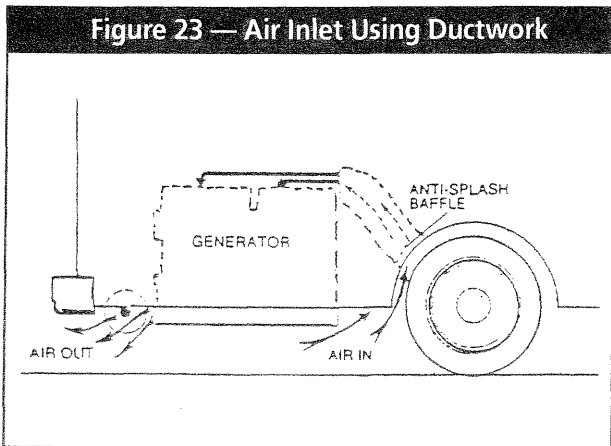 Figure 23 — Air Inlet Using Ductwork
ANTI-SPLASH
BAFFLE
GENERATOR
AIR OUT
AIR IN